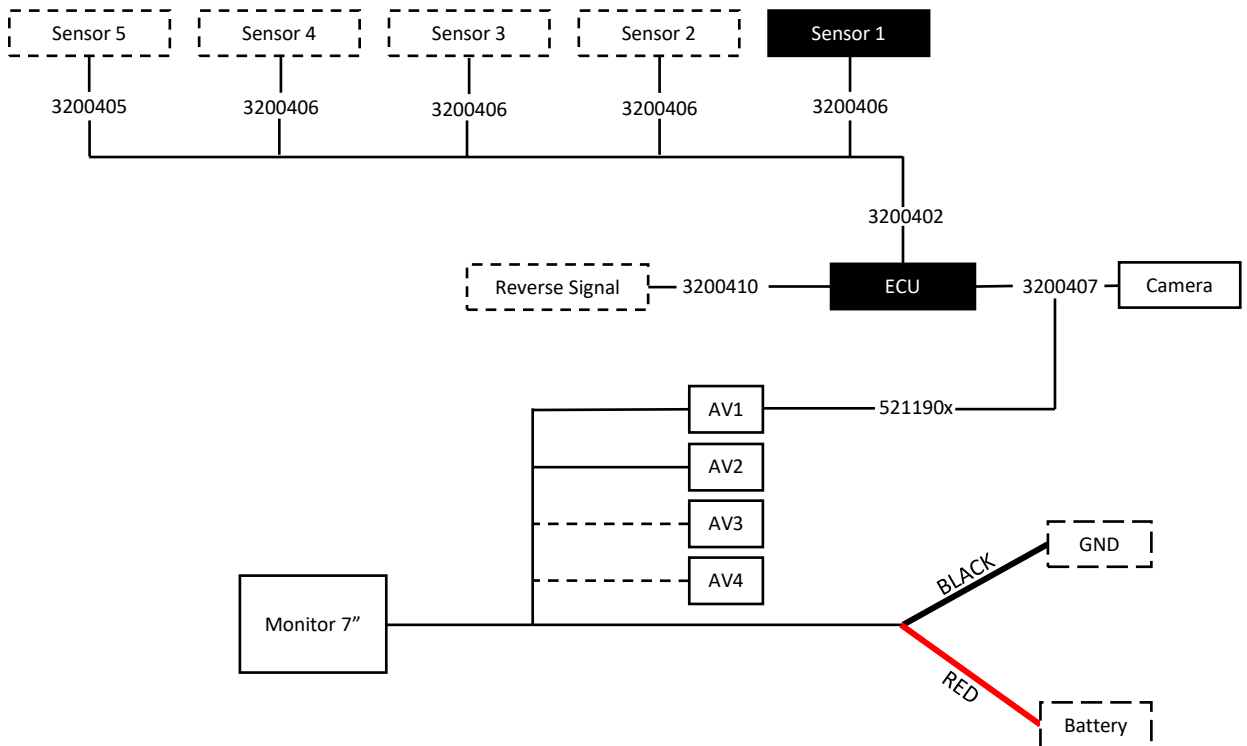 Sensor 5
Sensor 4
Sensor 3
Sensor 2
Sensor 1
3200405
3200406
3200406
3200406
3200406
3200402
Reverse Signal
3200410
ECU
3200407
Camera
AV1
521190x
AV2
AV3
AV4
BLACK
GND
Monitor 7”
RED
Battery